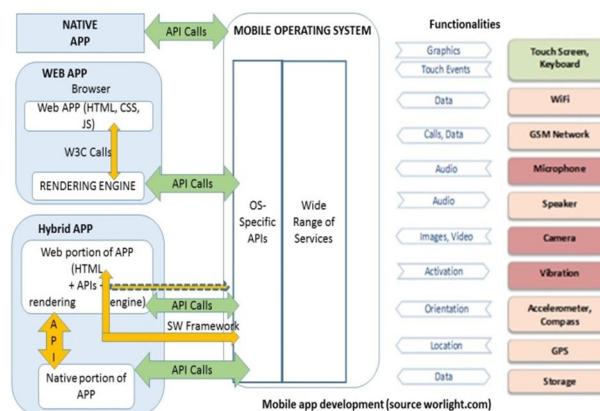 NATIVE
APP
API Calls
MOBILE OPERATING SYSTEM
WEB APP
Browser
Web APP (HTML, CSS,
JS)
W3C Calls
RENDERING ENGINE
API Calls
OS-
Specific
APIs
Wide
Range of
Services
Hybrid APP
Web portion of APP
(HTML
+ APIs +
rendering engine)
API Calls
SW Framework
A
P
I
Native portion of
APP
API Calls
Functionalities
Graphics
Touch Events
Touch Screen,
Keyboard
Data
WiFi
Calls, Data
GSM Network
Audio
Microphone
Audio
Speaker
Images, Video
Camera
Activation
Vibration
Orientation
Accelerometer,
Compass
Location
GPS
Data
Storage
Mobile app development (source worlight.com)